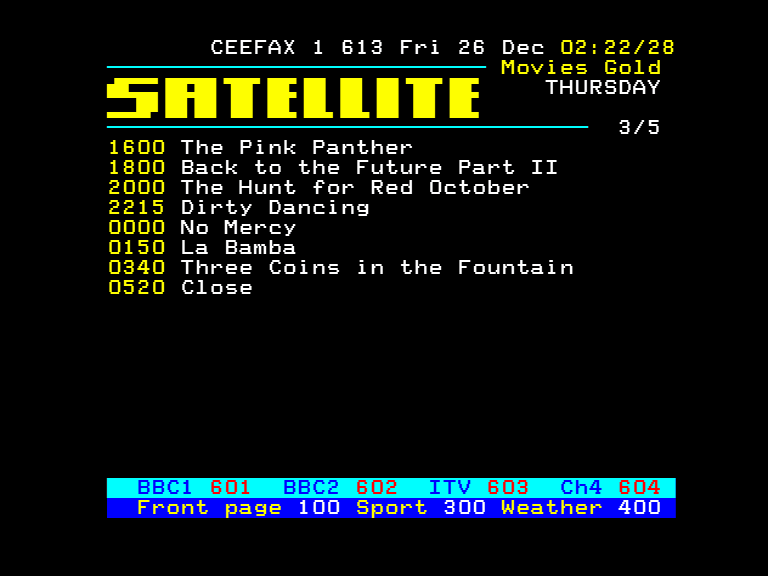 CEEFAX 1 613 Fri 26 Dec 02:22/28
Movies Gold
SATELLITE
THURSDAY
3/5
1600 The Pink Panther
1800 Back to the Future Part II
2000 The Hunt for Red October
2215 Dirty Dancing
0000 No Mercy
0150 La Bamba
0340 Three Coins in the Fountain
0520 Close
BBC1 601 BBC2 602 ITV 603 Ch4 604
Front page 100 Sport 300 Weather 400